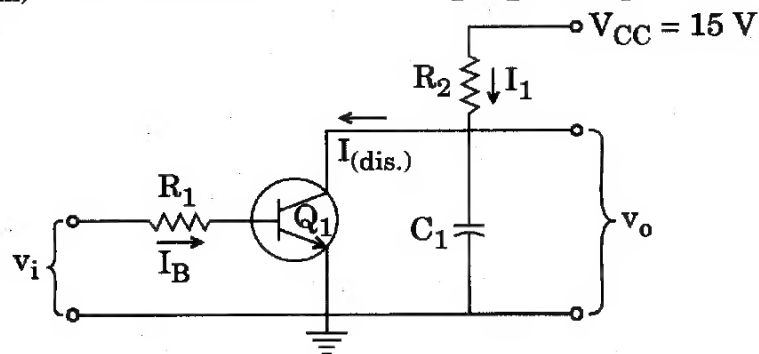 V_CC = 15 V
R_2
I_1
I_(dis.)
R_1
Q_1
C_1
v_o
v_i
I_B